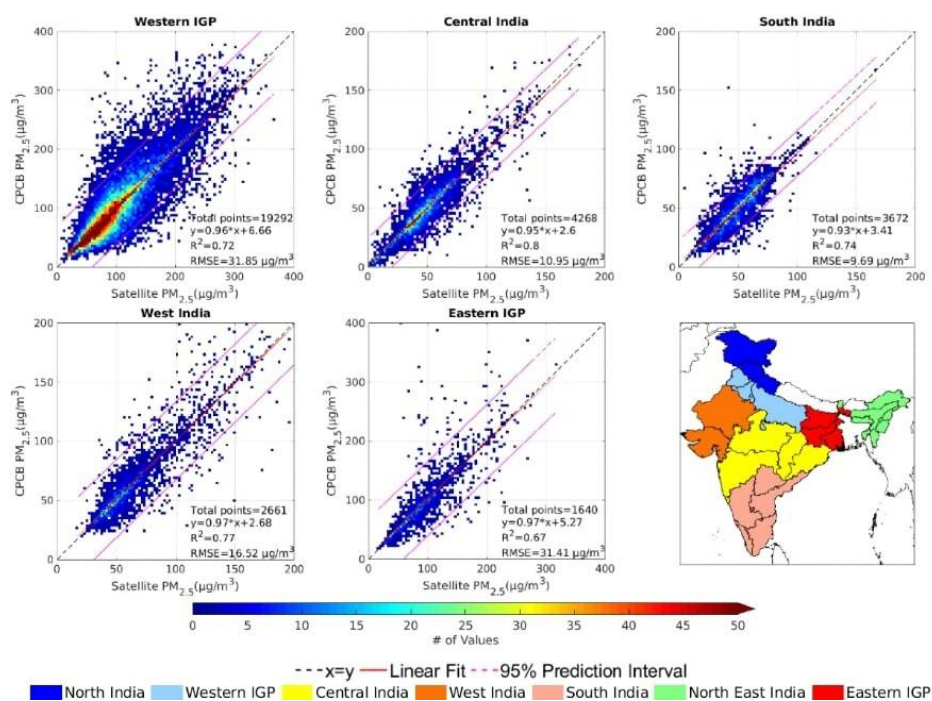 Western IGP
CPCB PM2.5(μg/m3)
400
300
200
100
0
0 100 200 300 400
Total points=19292
y=0.96*x+6.66
R2=0.72
RMSE=31.85 μg/m3
Satellite PM2.5(μg/m3)
Central India
CPCB PM2.5(μg/m3)
200
150
100
50
0
0 50 100 150 200
Total points=4268
y=0.95*x+2.6
R2=0.8
RMSE=10.95 μg/m3
Satellite PM2.5(μg/m3)
South India
CPCB PM2.5(μg/m3)
200
150
100
50
0
0 50 100 150 200
Total points=3672
y=0.93*x+3.41
R2=0.74
RMSE=9.69 μg/m3
Satellite PM2.5(μg/m3)
West India
CPCB PM2.5(μg/m3)
200
150
100
50
0
0 50 100 150 200
Total points=2661
y=0.97*x+2.68
R2=0.77
RMSE=16.52 μg/m3
Satellite PM2.5(μg/m3)
Eastern IGP
CPCB PM2.5(μg/m3)
400
300
200
100
0
0 100 200 300 400
Total points=1640
y=0.97*x+5.27
R2=0.67
RMSE=31.41 μg/m3
Satellite PM2.5(μg/m3)
0 5 10 15 20 25 30 35 40 45 50
# of Values
x=y Linear Fit 95% Prediction Interval
North India Western IGP Central India West India South India North East India Eastern IGP